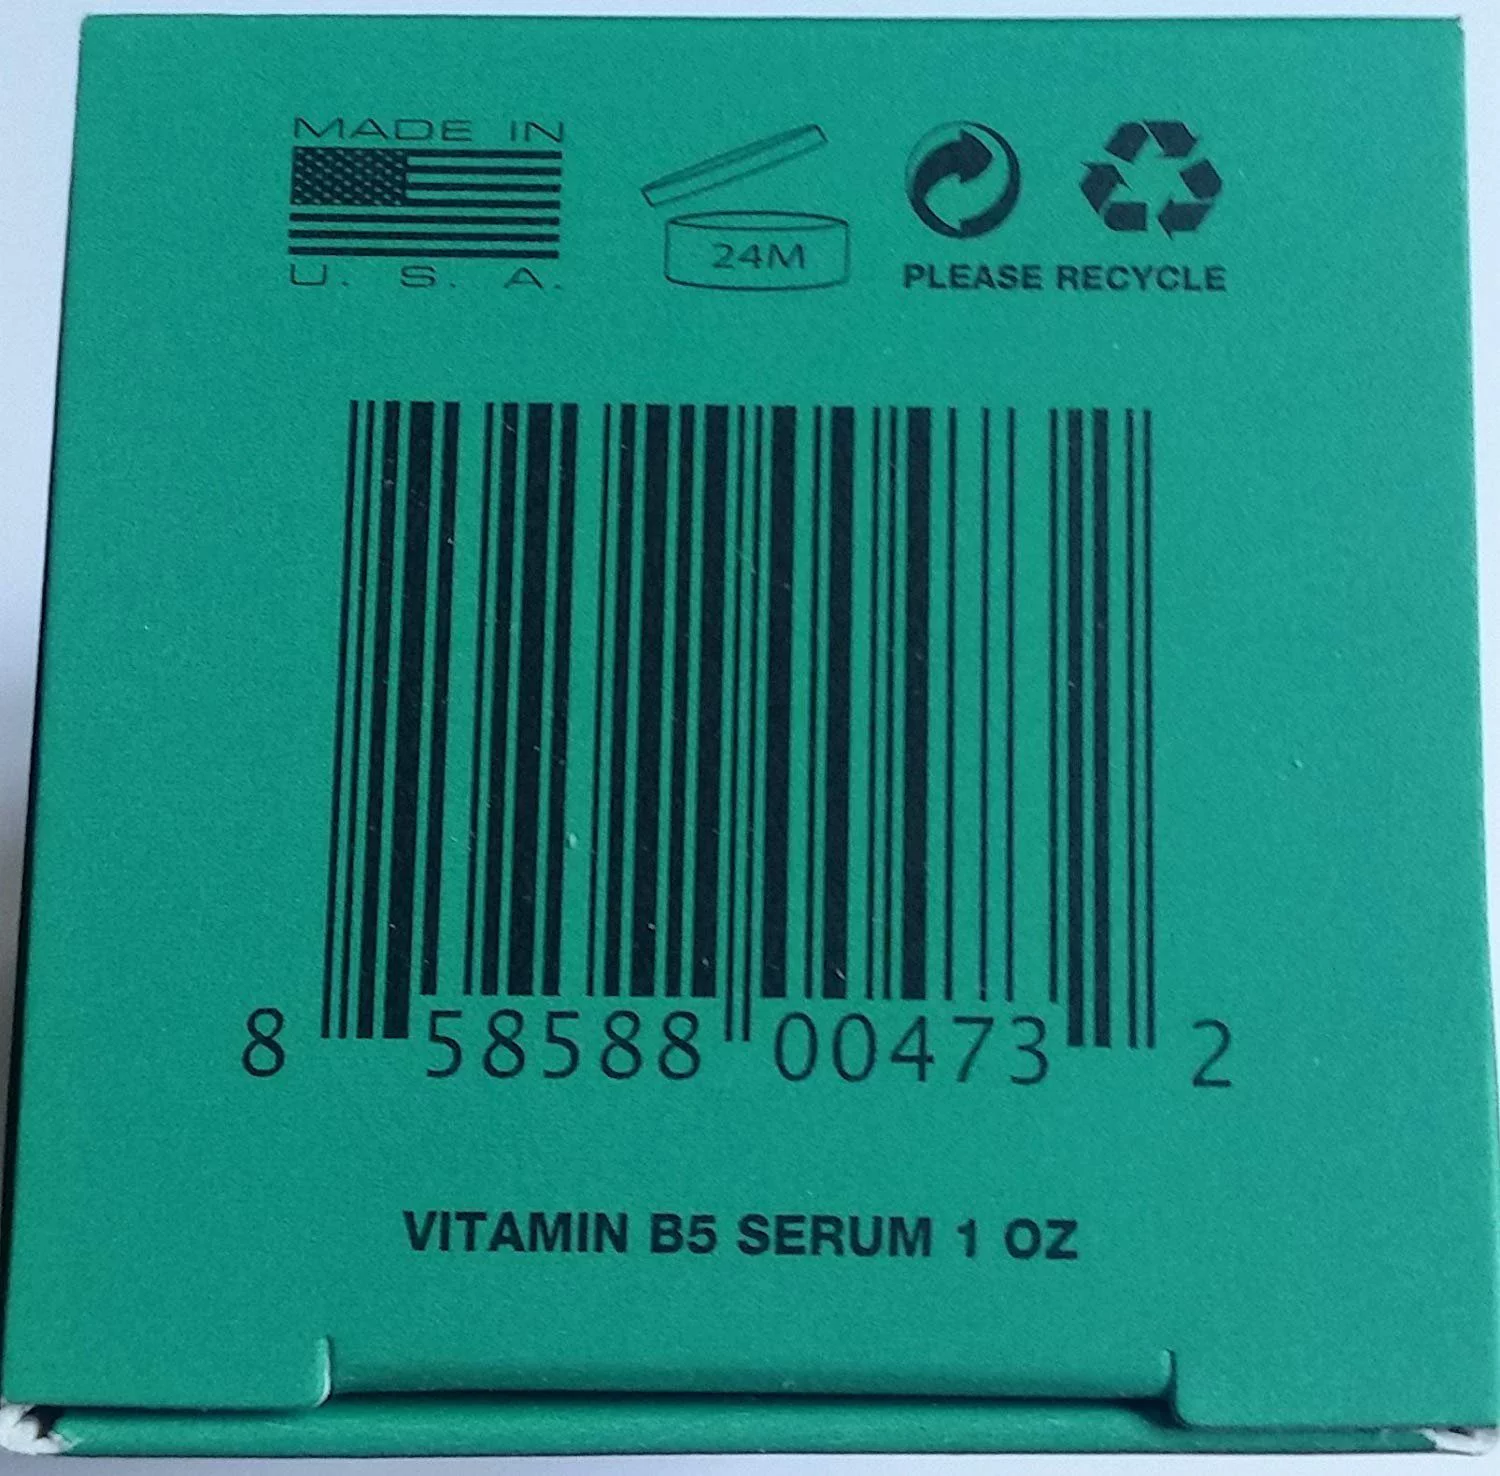 MADE IN
U. S. A.
24M
PLEASE RECYCLE
8 58588 00473 2
VITAMIN B5 SERUM 1 OZ